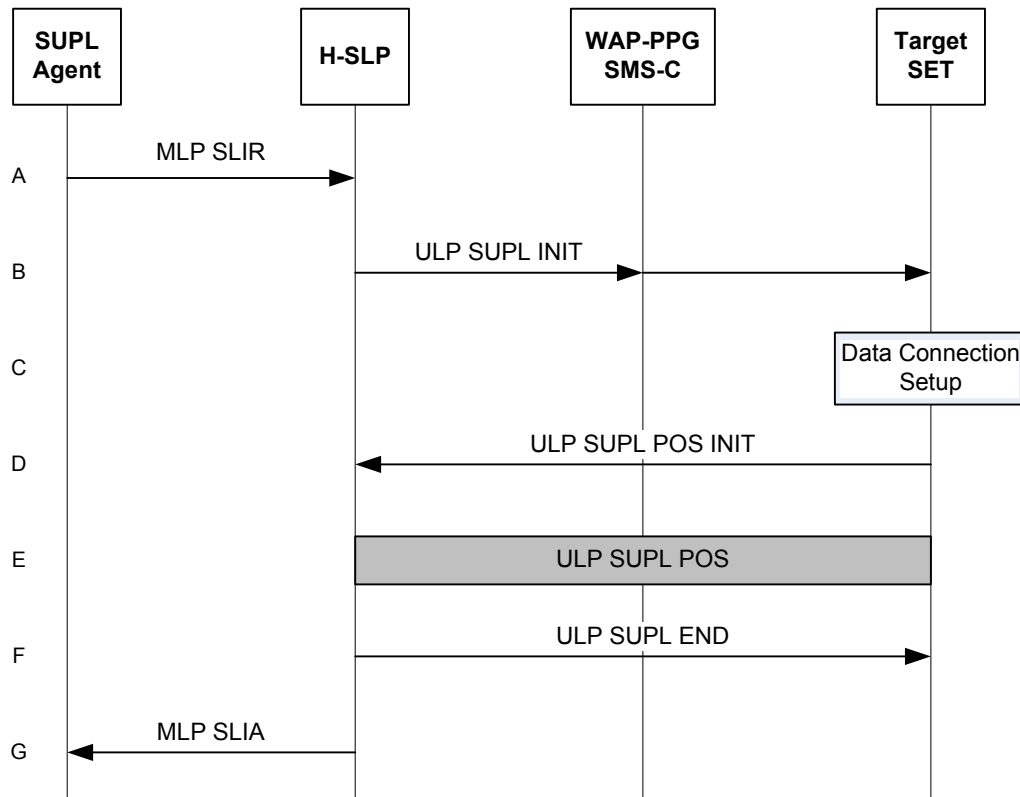 SUPL
Agent
H-SLP
WAP-PPG
SMS-C
Target
SET
A
MLP SLIR
B
ULP SUPL INIT
C
Data Connection
Setup
D
ULP SUPL POS INIT
E
ULP SUPL POS
F
ULP SUPL END
G
MLP SLIA